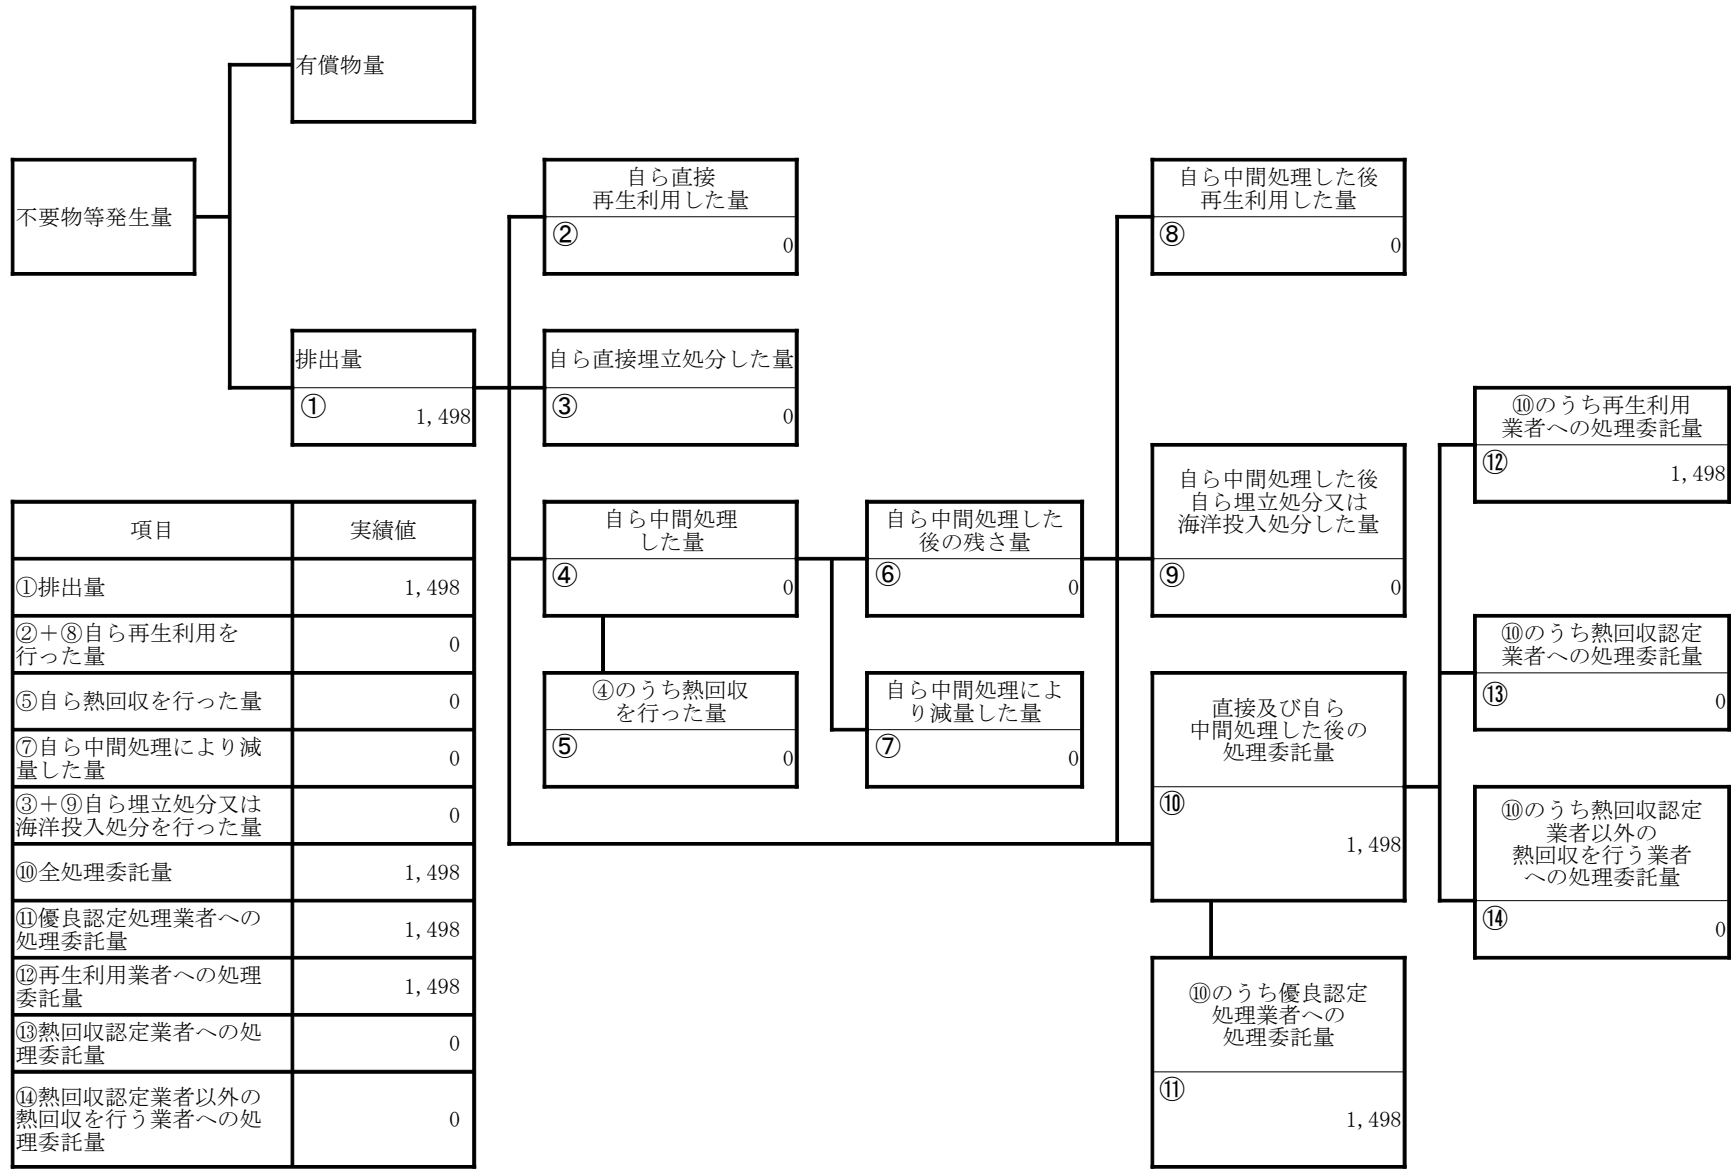 有償物量
不要物等発生量
排出量
①
1,498
自ら直接
再生利用した量
②
0
自ら直接埋立処分した量
③
0
自ら中間処理
した量
④
0
④のうち熱回収
を行った量
⑤
0
自ら中間処理した
後の残さ量
⑥
0
自ら中間処理によ
り減量した量
⑦
0
自ら中間処理した後
再生利用した量
⑧
0
自ら中間処理した後
自ら埋立処分又は
海洋投入処分した量
⑨
0
直接及び自ら
中間処理した後の
処理委託量
⑩
1,498
⑩のうち優良認定
処理業者への
処理委託量
⑪
1,498
⑩のうち再生利用
業者への処理委託量
⑫
1,498
⑩のうち熱回収認定
業者への処理委託量
⑬
0
⑩のうち熱回収認定
業者以外の
熱回収を行う業者
への処理委託量
⑭
0
項目 実績値
①排出量 1,498
②+⑧自ら再生利用を
行った量 0
⑤自ら熱回収を行った量 0
⑦自ら中間処理により減
量した量 0
③+⑨自ら埋立処分又は
海洋投入処分を行った量 0
⑩全処理委託量 1,498
⑪優良認定処理業者への
処理委託量 1,498
⑫再生利用業者への処理
委託量 1,498
⑬熱回収認定業者への処
理委託量 0
⑭熱回収認定業者以外の
熱回収を行う業者への処
理委託量 0